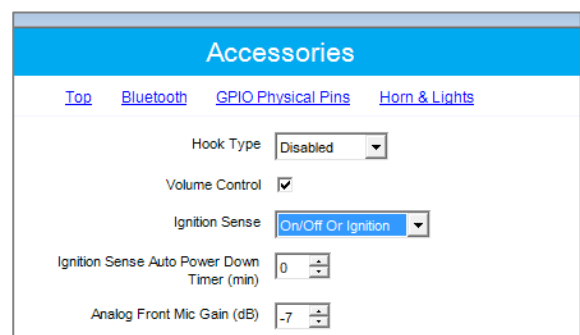 Accessories
Top Bluetooth GPIO Physical Pins Horn & Lights
Hook Type Disabled
Volume Control
Ignition Sense On/Off Or Ignition
Ignition Sense Auto Power Down
Timer (min) 0
Analog Front Mic Gain (dB) -7